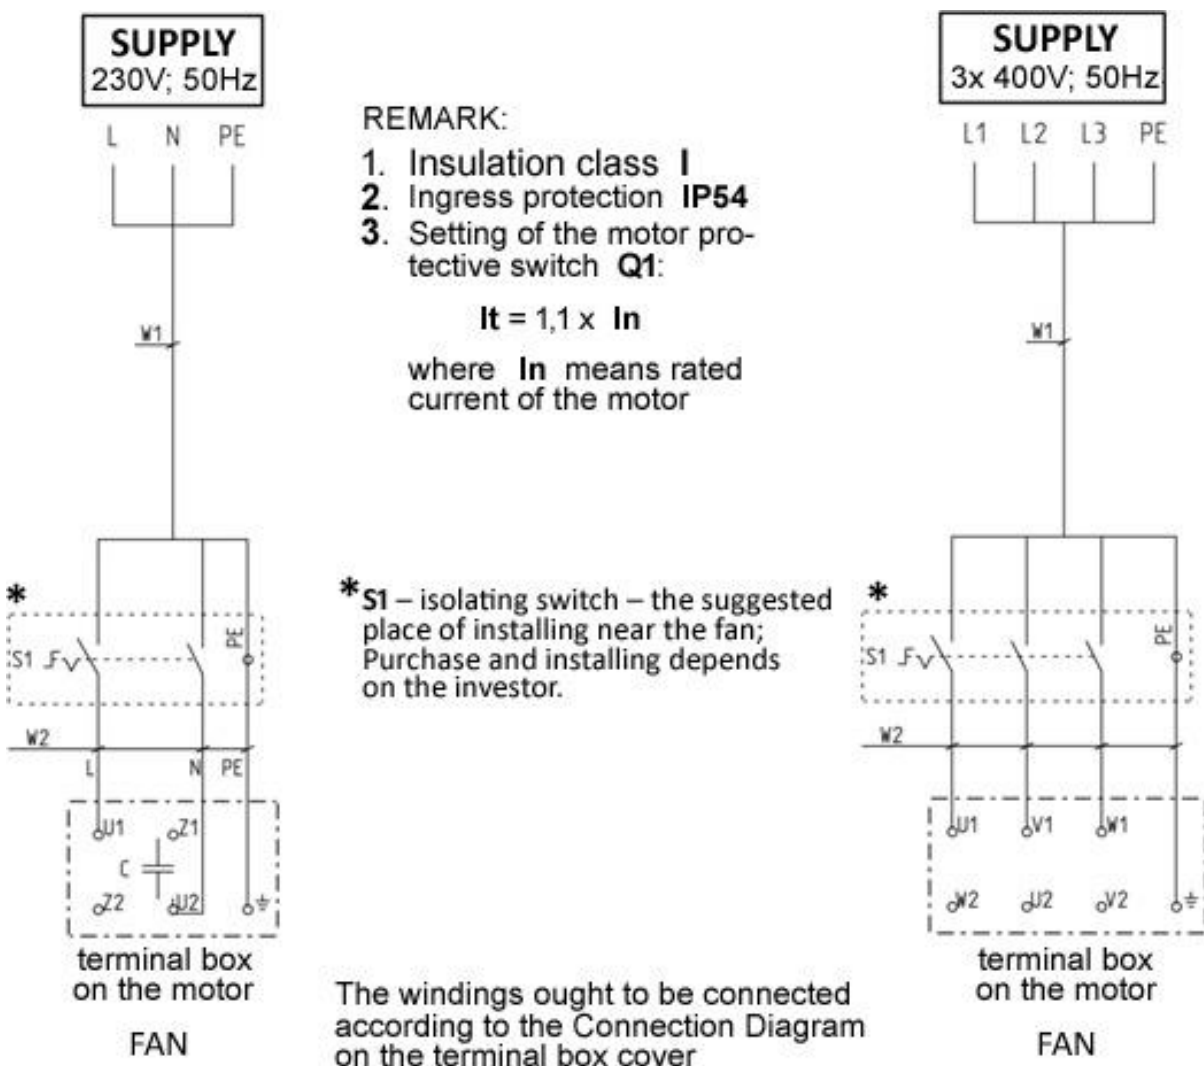 SUPPLY
230V; 50Hz
L N PE
W1
*
S1
PE
W2
L N PE
U1 Z1
C
Z2 U2
terminal box
on the motor
FAN
REMARK:
1. Insulation class I
2. Ingress protection IP54
3. Setting of the motor pro-
tective switch Q1:
It = 1,1 x In
where In means rated
current of the motor
*S1 – isolating switch – the suggested
place of installing near the fan;
Purchase and installing depends
on the investor.
The windings ought to be connected
according to the Connection Diagram
on the terminal box cover
SUPPLY
3x 400V; 50Hz
L1 L2 L3 PE
W1
*
S1
PE
W2
U1 V1 W1
W2 U2 V2
terminal box
on the motor
FAN